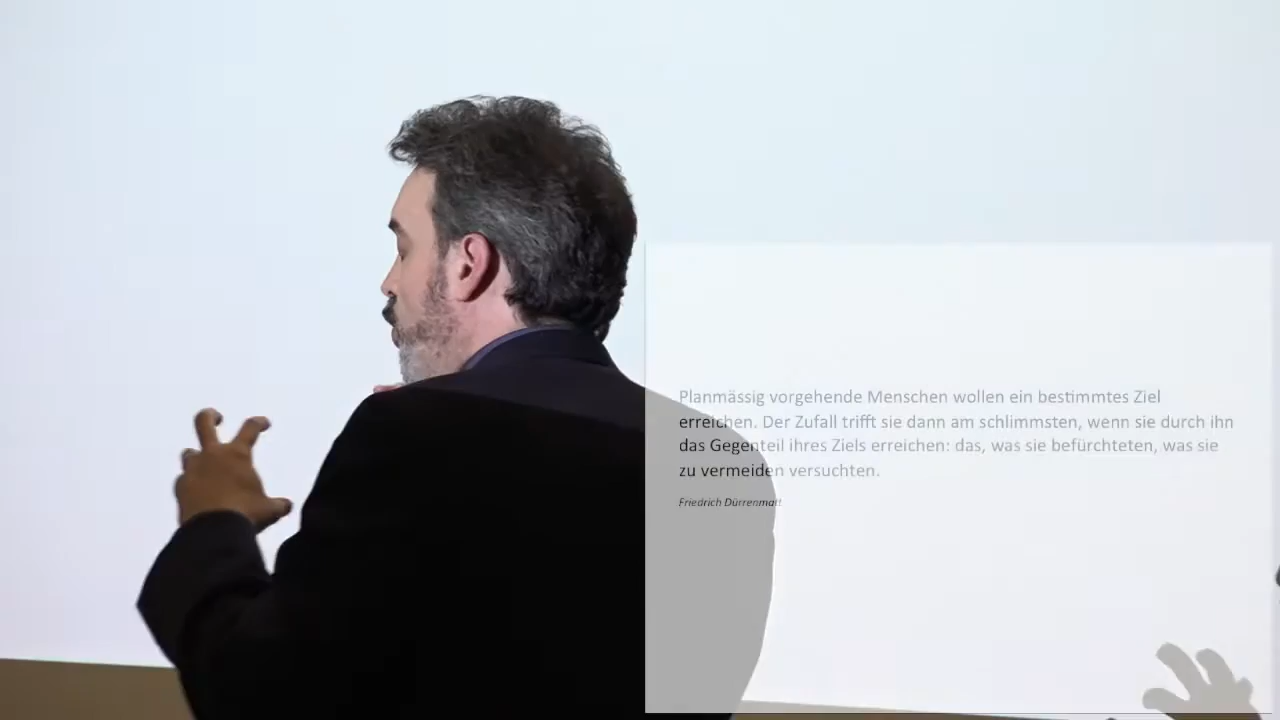 Planmässig vorgehende Menschen wollen ein bestimmtes Ziel
erreichen. Der Zufall trifft sie dann am schlimmsten, wenn sie durch ihn
das Gegenteil ihres Ziels erreichen: das, was sie befürchteten, was sie
zu vermeiden versuchten.
Friedrich Dürrenmatt